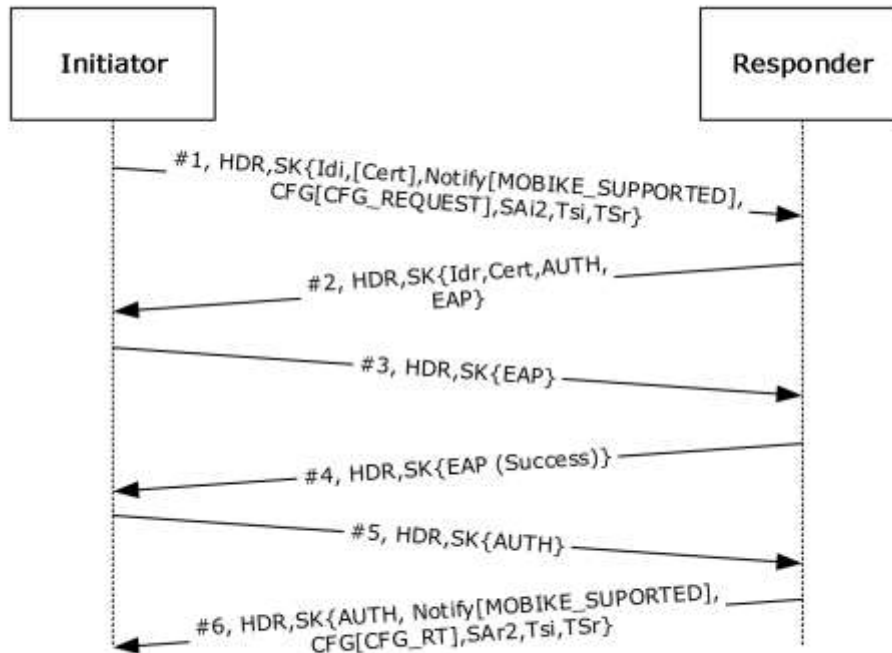 Initiator
Responder
#1, HDR,SK{Idi,[Cert],Notify[MOBIKE_SUPPORTED],
CFG[CFG_REQUEST],SAi2,Tsi,TSr}
#2, HDR,SK{Idr,Cert,AUTH,
EAP}
#3, HDR,SK{EAP}
#4, HDR,SK{EAP (Success)}
#5, HDR,SK{AUTH}
#6, HDR,SK{AUTH, Notify[MOBIKE_SUPORTED],
CFG[CFG_RT],SAr2,Tsi,TSr}